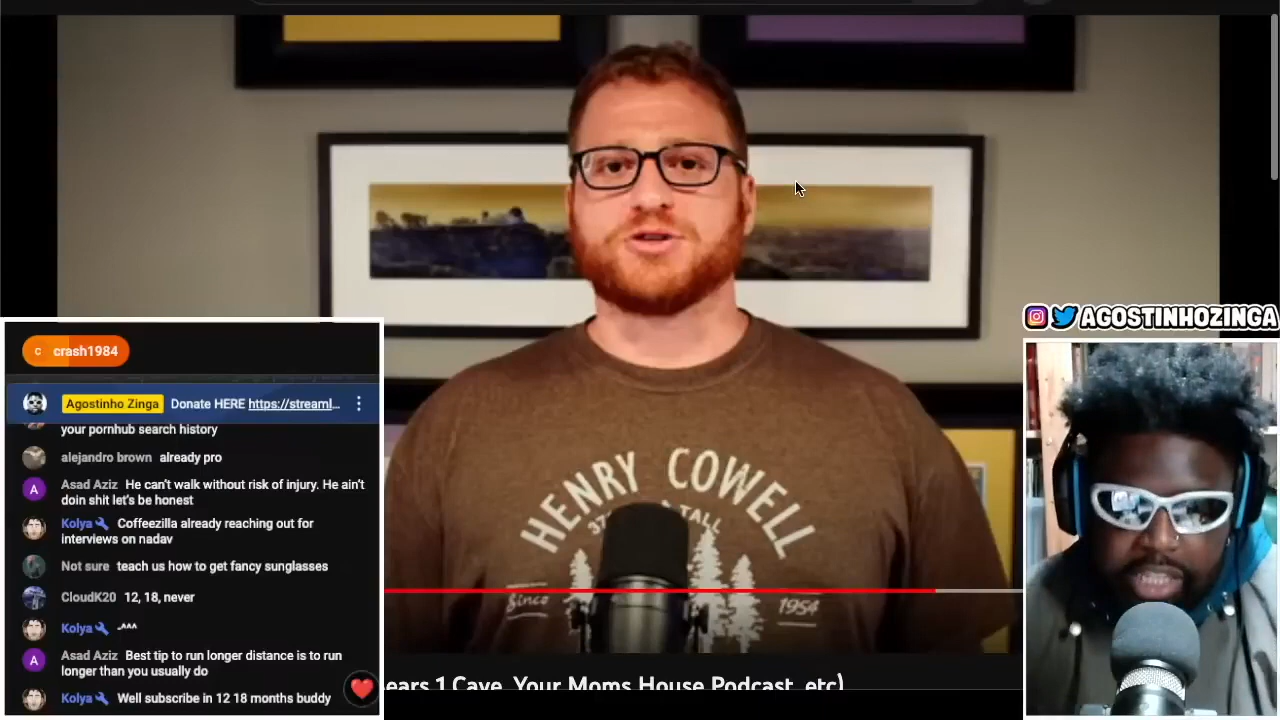 HENRY COWELL
TALL
Since
1954
AGOSTINHOZINGA
C crash1984
Agostinho Zinga Donate HERE https://streaml...
your pornhub search history
alejandro brown already pro
A Asad Aziz He can't walk without risk of injury. He ain't
doin shit let's be honest
Kolya Coffeezilla already reaching out for
interviews on nadav
Not sure teach us how to get fancy sunglasses
CloudK20 12, 18, never
Kolya -^^^
A Asad Aziz Best tip to run longer distance is to run
longer than you usually do
Kolya Well subscribe in 12 18 months buddy
ears 1 Cave, Your Moms House Podcast, etc)